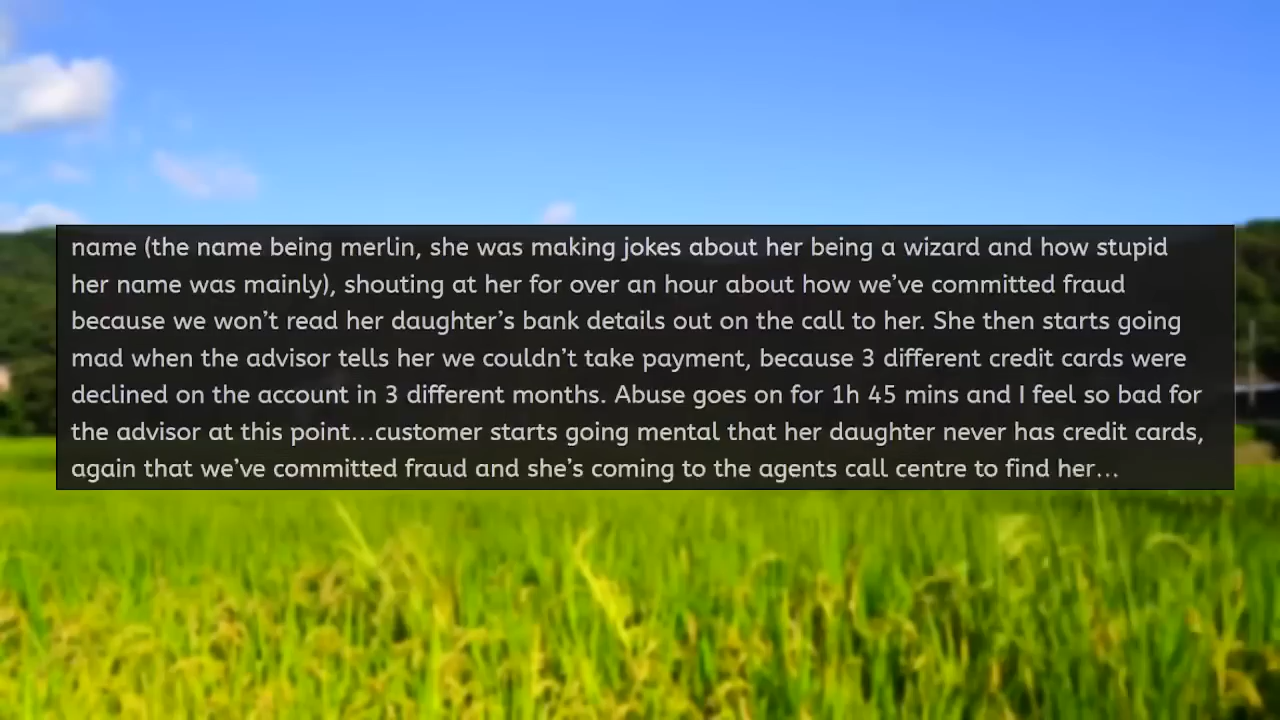 name (the name being merlin, she was making jokes about her being a wizard and how stupid
her name was mainly), shouting at her for over an hour about how we’ve committed fraud
because we won’t read her daughter’s bank details out on the call to her. She then starts going
mad when the advisor tells her we couldn’t take payment, because 3 different credit cards were
declined on the account in 3 different months. Abuse goes on for 1h 45 mins and I feel so bad for
the advisor at this point...customer starts going mental that her daughter never has credit cards,
again that we’ve committed fraud and she’s coming to the agents call centre to find her...